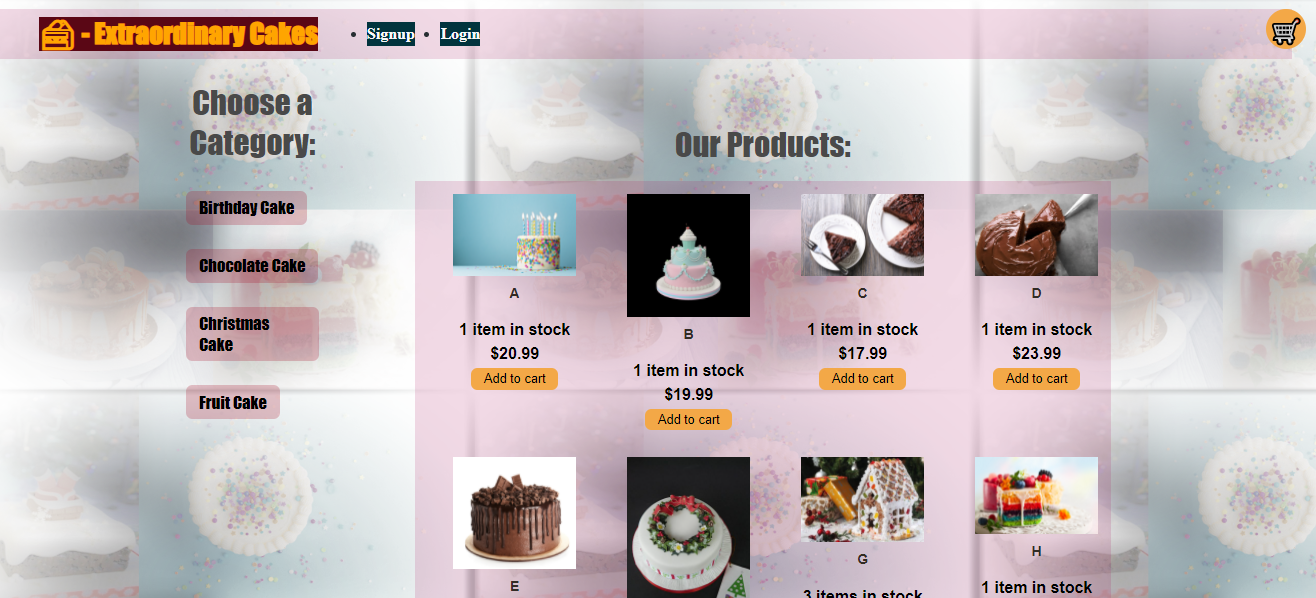 - Extraordinary Cakes
• Signup • Login
Choose a
Category:
Birthday Cake
Chocolate Cake
Christmas
Cake
Fruit Cake
Our Products:
A
1 item in stock
$20.99
Add to cart
B
1 item in stock
$19.99
Add to cart
C
1 item in stock
$17.99
Add to cart
D
1 item in stock
$23.99
Add to cart
E
G
3 items in stock
H
1 item in stock